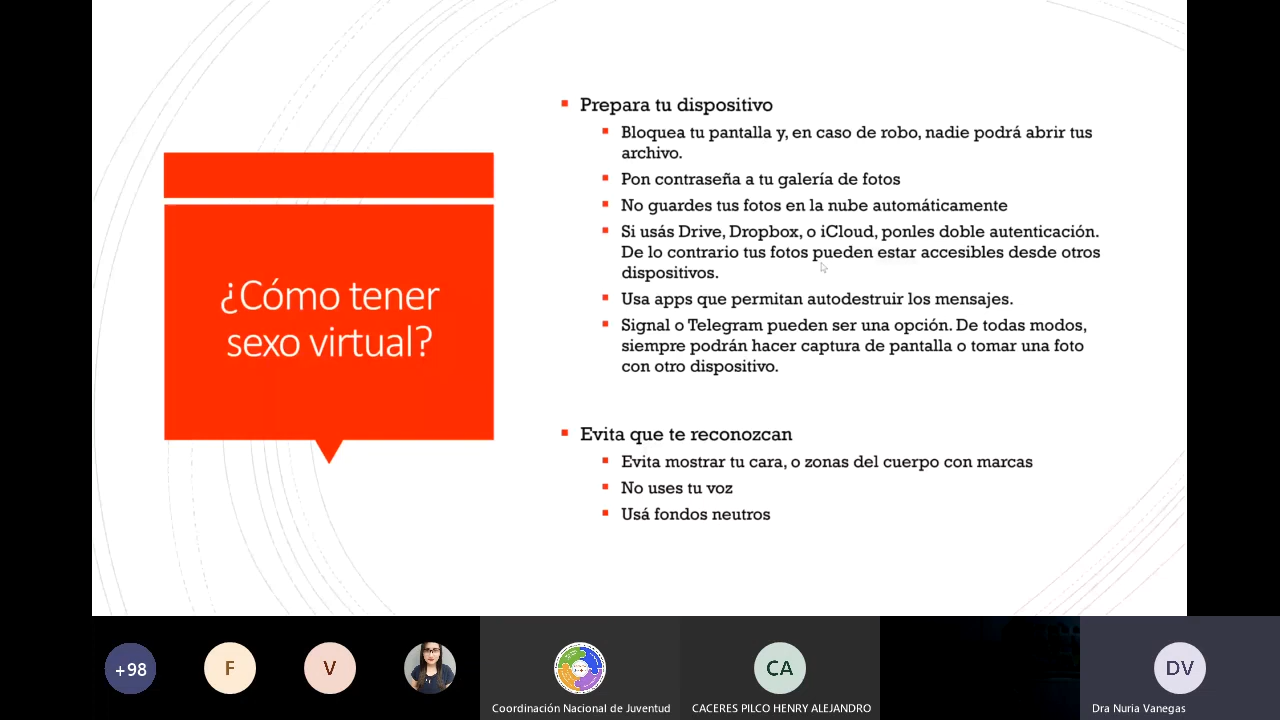 ¿Cómo tener
sexo virtual?
Prepara tu dispositivo
Bloquea tu pantalla y, en caso de robo, nadie podrá abrir tus
archivo.
Pon contraseña a tu galería de fotos
No guardes tus fotos en la nube automáticamente
Si usás Drive, Dropbox, o iCloud, ponles doble autenticación.
De lo contrario tus fotos pueden estar accesibles desde otros
dispositivos.
Usa apps que permitan autodestruir los mensajes.
Signal o Telegram pueden ser una opción. De todas modos,
siempre podrán hacer captura de pantalla o tomar una foto
con otro dispositivo.
Evita que te reconozcan
Evita mostrar tu cara, o zonas del cuerpo con marcas
No uses tu voz
Usá fondos neutros
+98
F
V
CA
DV
Coordinación Nacional de Juventud
CACERES PILCO HENRY ALEJANDRO
Dra Nuria Vanegas